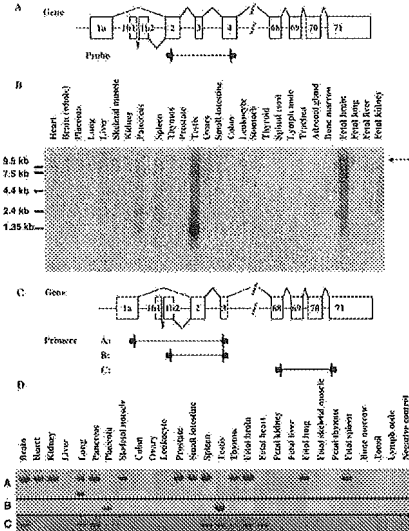 A
Gene
1a
1b1
1b2
2
3
4
68
69
70
71
Probe
B
Heart
Brain (whole)
Placenta
Lung
Liver
Skeletal muscle
Kidney
Pancreas
Spleen
Thymus
Prostate
Testis
Ovary
Small intestine
Colon
Leukocyte
Stomach
Thyroid
Spinal cord
Lymph node
Trachea
Adrenal gland
Bone marrow
Fetal brain
Fetal lung
Fetal liver
Fetal kidney
9.5 kb
7.5 kb
4.4 kb
2.4 kb
1.35 kb
C
Gene
1a
1b1
1b2
2
3
68
69
70
71
Primers
A:
B:
C:
D
Brain
Heart
Kidney
Liver
Lung
Pancreas
Placenta
Skeletal muscle
Colon
Ovary
Leukocyte
Prostate
Small intestine
Spleen
Testis
Thymus
Fetal brain
Fetal heart
Fetal kidney
Fetal liver
Fetal lung
Fetal skeletal muscle
Fetal thymus
Fetal spleen
Bone marrow
Tonsil
Lymph node
Negative control
A
B
C